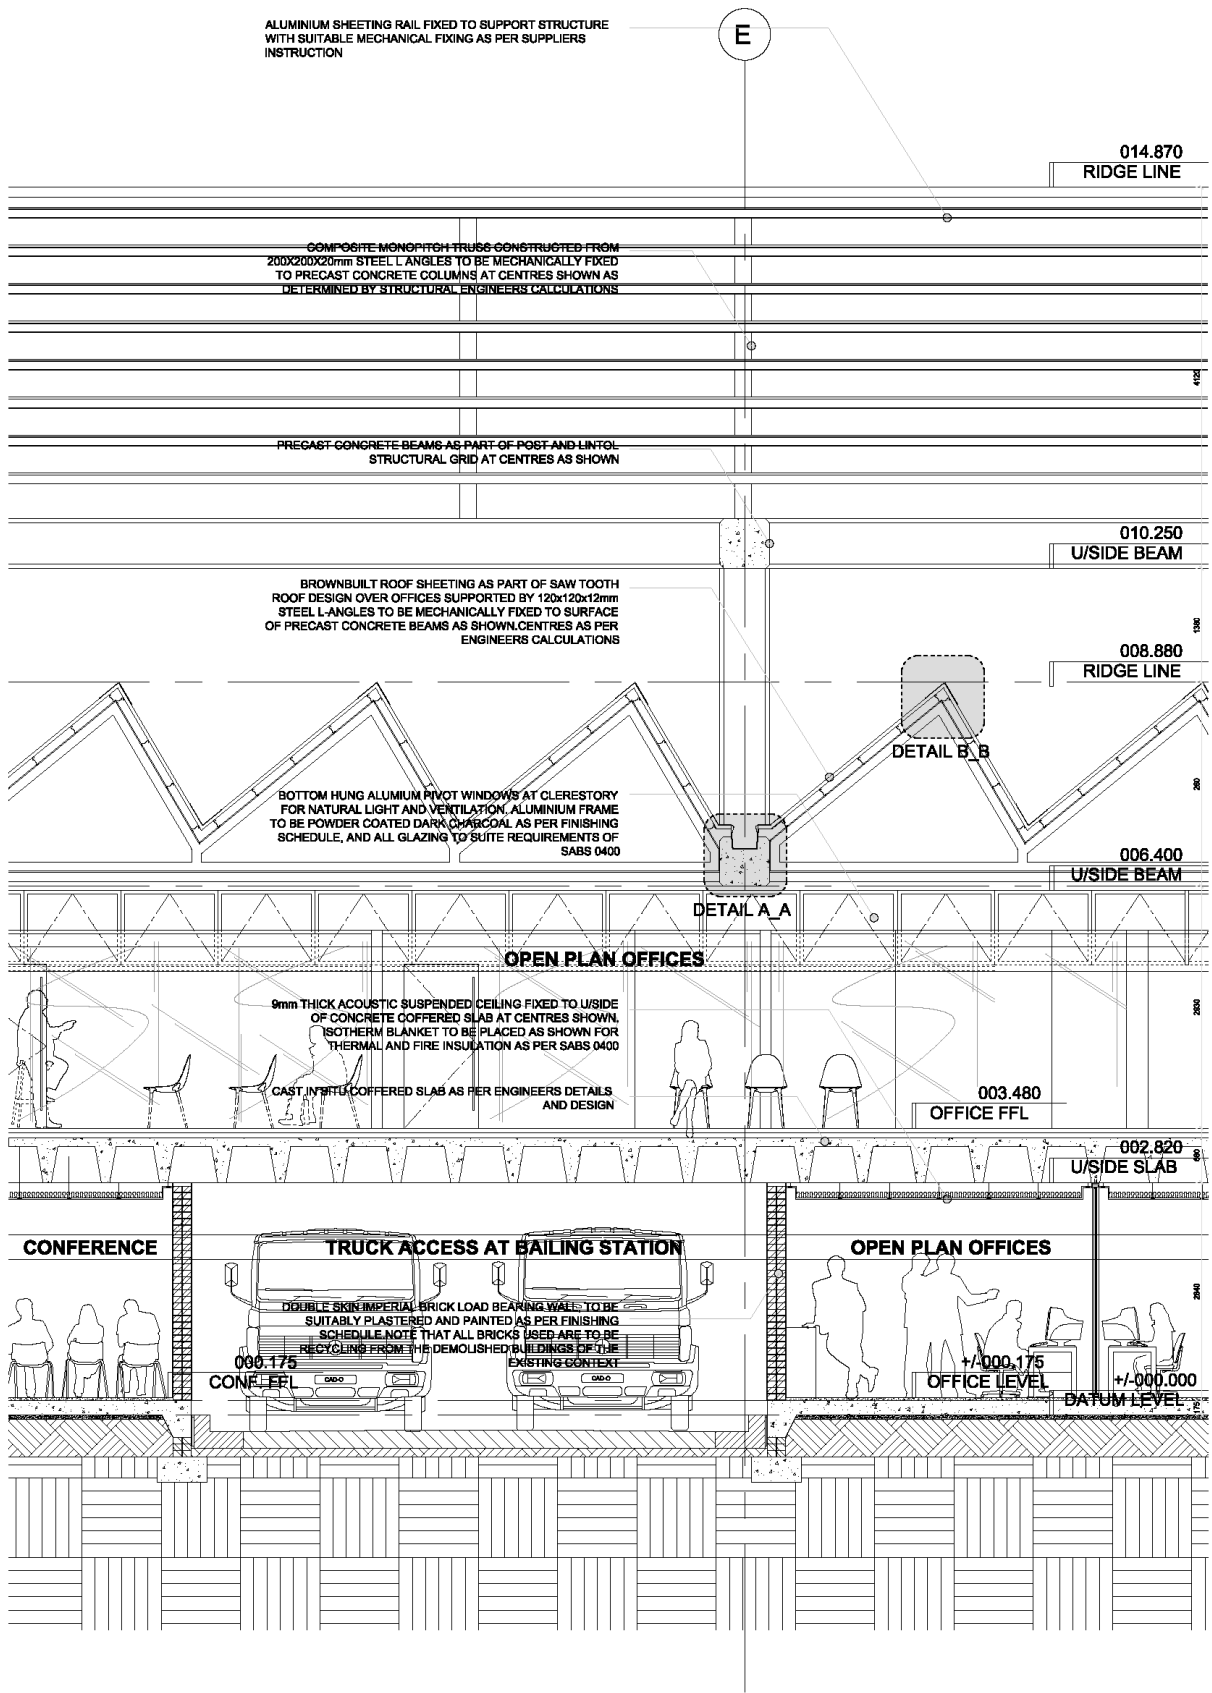 ALUMINIUM SHEETING RAIL FIXED TO SUPPORT STRUCTURE
WITH SUITABLE MECHANICAL FIXING AS PER SUPPLIERS
INSTRUCTION
E
014.870
RIDGE LINE
COMPOSITE MONOPITCH TRUSS CONSTRUCTED FROM
200X200X20mm STEEL L ANGLES TO BE MECHANICALLY FIXED
TO PRECAST CONCRETE COLUMNS AT CENTRES SHOWN AS
DETERMINED BY STRUCTURAL ENGINEERS CALCULATIONS
4120
PRECAST CONCRETE BEAMS AS PART OF POST AND LINTOL
STRUCTURAL GRID AT CENTRES AS SHOWN
010.250
U/SIDE BEAM
BROWNBUILT ROOF SHEETING AS PART OF SAW TOOTH
ROOF DESIGN OVER OFFICES SUPPORTED BY 120x120x12mm
STEEL L-ANGLES TO BE MECHANICALLY FIXED TO SURFACE
OF PRECAST CONCRETE BEAMS AS SHOWN.CENTRES AS PER
ENGINEERS CALCULATIONS
1380
008.880
RIDGE LINE
DETAIL B_B
BOTTOM HUNG ALUMIUM PIVOT WINDOWS AT CLERESTORY
FOR NATURAL LIGHT AND VENTILATION. ALUMINIUM FRAME
TO BE POWDER COATED DARK CHARCOAL AS PER FINISHING
SCHEDULE, AND ALL GLAZING TO SUITE REQUIREMENTS OF
SABS 0400
260
006.400
U/SIDE BEAM
DETAIL A_A
OPEN PLAN OFFICES
9mm THICK ACOUSTIC SUSPENDED CEILING FIXED TO U/SIDE
OF CONCRETE COFFERED SLAB AT CENTRES SHOWN.
ISOTHERM BLANKET TO BE PLACED AS SHOWN FOR
THERMAL AND FIRE INSULATION AS PER SABS 0400
2930
CAST IN SITU COFFERED SLAB AS PER ENGINEERS DETAILS
AND DESIGN
003.480
OFFICE FFL
002.820
U/SIDE SLAB
660
CONFERENCE
TRUCK ACCESS AT BAILING STATION
OPEN PLAN OFFICES
2640
DOUBLE SKIN IMPERIAL BRICK LOAD BEARING WALL, TO BE
SUITABLY PLASTERED AND PAINTED AS PER FINISHING
SCHEDULE.NOTE THAT ALL BRICKS USED ARE TO BE
RECYCLING FROM THE DEMOLISHED BUILDINGS OF THE
EXISTING CONTEXT
000.175
CONF. FFL
CAD-O
CAD-O
+/-000.175
OFFICE LEVEL
+/-000.000
DATUM LEVEL
175